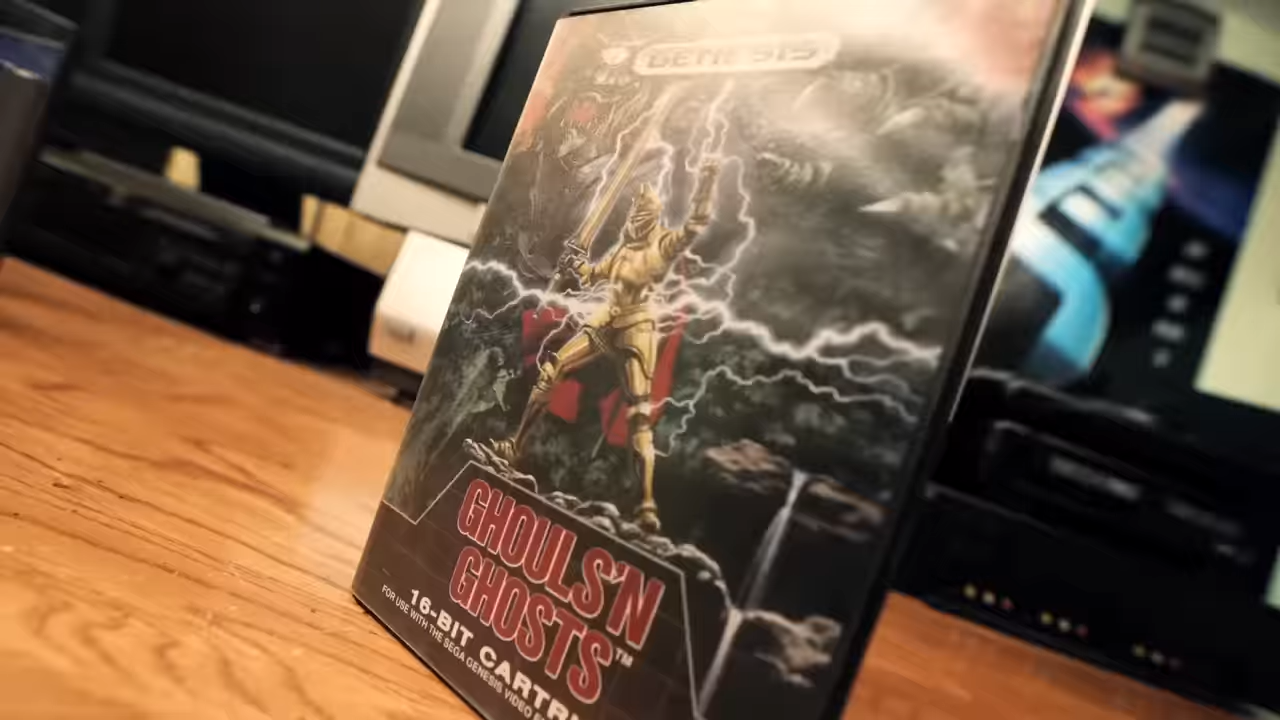 GENESIS
GHOULS'N
GHOSTS™
16-BIT CARTRI
FOR USE WITH THE SEGA GENESIS VIDEO E